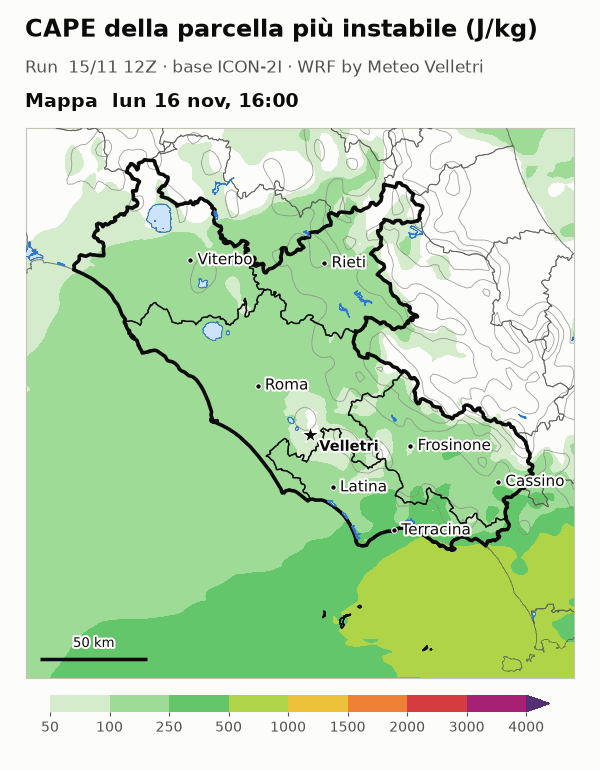 CAPE della parcella più instabile (J/kg)
Run  15/11 12Z · base ICON-2I · WRF by Meteo Velletri
Mappa  lun 16 nov, 16:00
Viterbo
Rieti
Roma
Velletri
Frosinone
Cassino
Latina
Terracina
50 km
50 100 250 500 1000 1500 2000 3000 4000